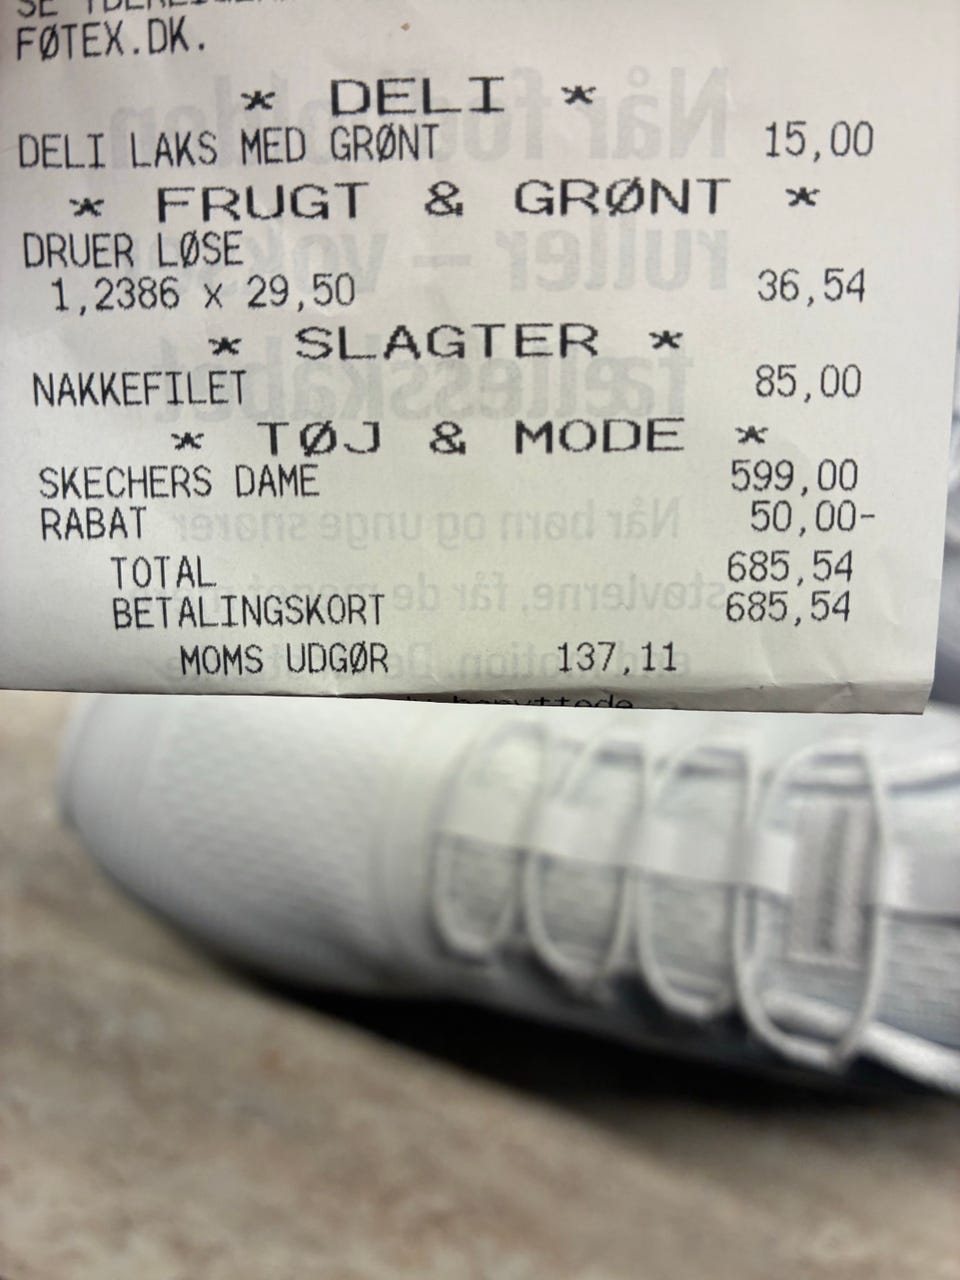 FØTEX.DK.
* DELI *
DELI LAKS MED GRØNT 15,00
* FRUGT & GRØNT *
DRUER LØSE
1,2386 x 29,50 36,54
* SLAGTER *
NAKKEFILET 85,00
* TØJ & MODE *
SKECHERS DAME 599,00
RABAT 50,00-
TOTAL 685,54
BETALINGSKORT 685,54
MOMS UDGØR 137,11